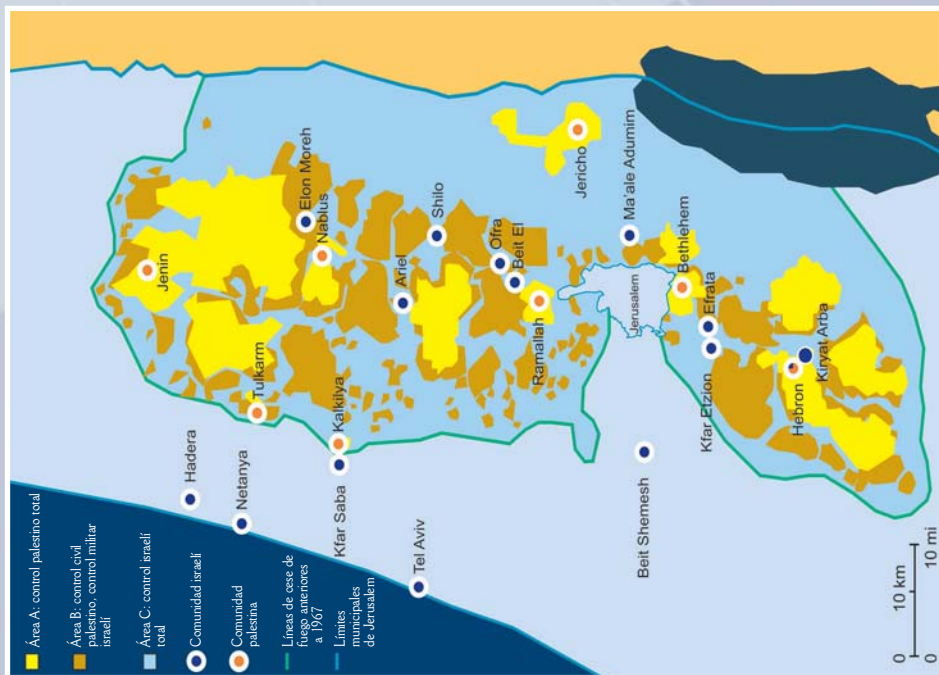 Área A: control palestino total
Área B: control civil
palestino, control militar
israelí
Área C: control israelí
total
Comunidad israelí
Comunidad
palestina
Líneas de cese de
fuego anteriores
a 1967
Límites
municipales
de Jerusalem
Hadera
Netanya
Kfar Saba
Tel Aviv
Beit Shemesh
Jenin
Tulkarm
Kalkilya
Elon Moreh
Nablus
Ariel
Shilo
Ofra
Beit El
Ramallah
Jericho
Ma'ale Adumim
Jerusalem
Bethlehem
Efrata
Kfar Etzion
Hebron
Kiryat Arba
0 10 km
0 10 mi